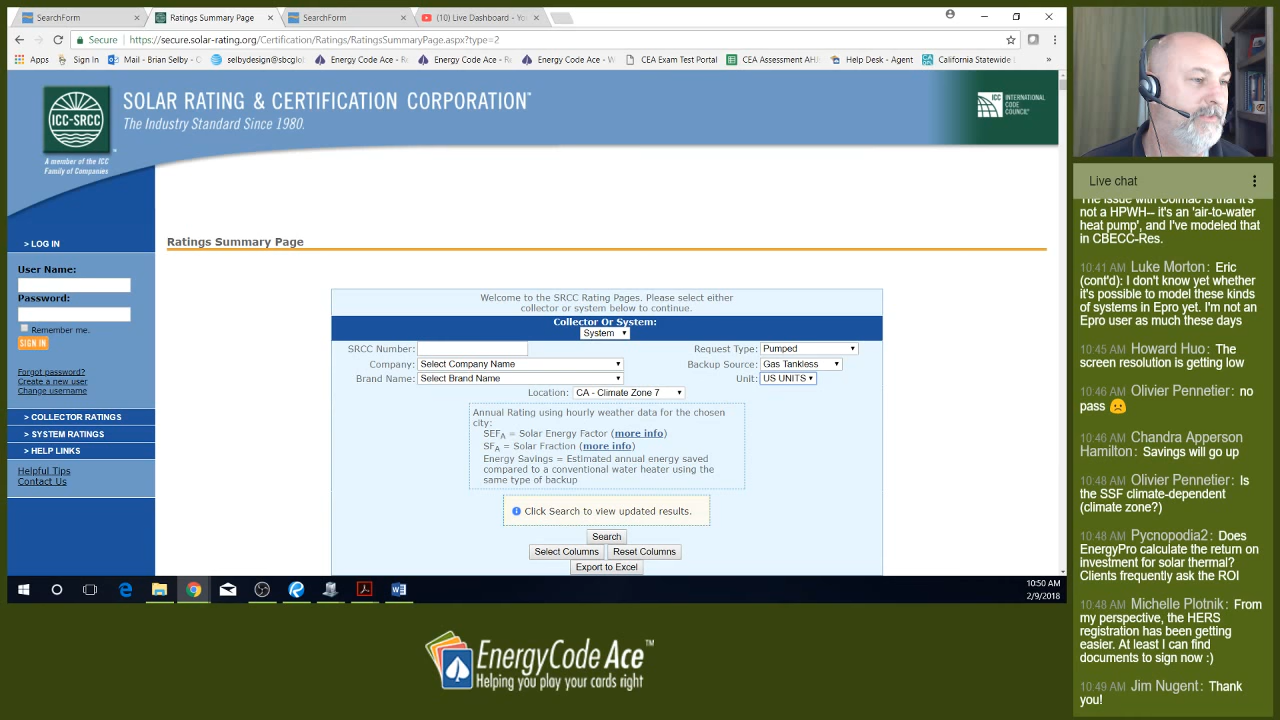 SearchForm
Ratings Summary Page
SearchForm
(10) Live Dashboard - Yo
Secure
https://secure.solar-rating.org/Certification/Ratings/RatingsSummaryPage.aspx?type=2
Apps
Sign In
Mail - Brian Selby - O
selbydesign@sbcglo
Energy Code Ace - Re
Energy Code Ace - Re
Energy Code Ace - W
CEA Exam Test Portal
CEA Assessment AHJ
Help Desk - Agent
California Statewide
ICC-SRCC
SOLAR RATING & CERTIFICATION CORPORATION™
The Industry Standard Since 1980.
INTERNATIONAL
CODE
COUNCIL
A member of the ICC
Family of Companies
> LOG IN
User Name:
Password:
Remember me.
SIGN IN
Forgot password?
Create a new user
Change username
> COLLECTOR RATINGS
> SYSTEM RATINGS
> HELP LINKS
Helpful Tips
Contact Us
Ratings Summary Page
Welcome to the SRCC Rating Pages. Please select either
collector or system below to continue.
Collector Or System:
System
SRCC Number:
Request Type: Pumped
Company: Select Company Name
Backup Source: Gas Tankless
Brand Name: Select Brand Name
Unit: US UNITS
Location: CA - Climate Zone 7
Annual Rating using hourly weather data for the chosen
city:
SEFA = Solar Energy Factor (more info)
SFA = Solar Fraction (more info)
Energy Savings = Estimated annual energy saved
compared to a conventional water heater using the
same type of backup
Click Search to view updated results.
Search
Select Columns
Reset Columns
Export to Excel
10:50 AM
2/9/2018
EnergyCode Ace™
Helping you play your cards right
Live chat
The issue with Colmac is that it's
not a HPWH-- it's an 'air-to-water
heat pump', and I've modeled that
in CBECC-Res.
10:41 AM Luke Morton: Eric
(cont'd): I don't know yet whether
it's possible to model these kinds
of systems in Epro yet. I'm not an
Epro user as much these days
10:45 AM Howard Huo: The
screen resolution is getting low
10:46 AM Olivier Pennetier: no
pass 🙁
10:46 AM Chandra Apperson
Hamilton: Savings will go up
10:48 AM Olivier Pennetier: Is
the SSF climate-dependent
(climate zone?)
10:48 AM Pycnopodia2: Does
EnergyPro calculate the return on
investment for solar thermal?
Clients frequently ask the ROI
10:48 AM Michelle Plotnik: From
my perspective, the HERS
registration has been getting
easier. At least I can find
documents to sign now :)
10:49 AM Jim Nugent: Thank
you!